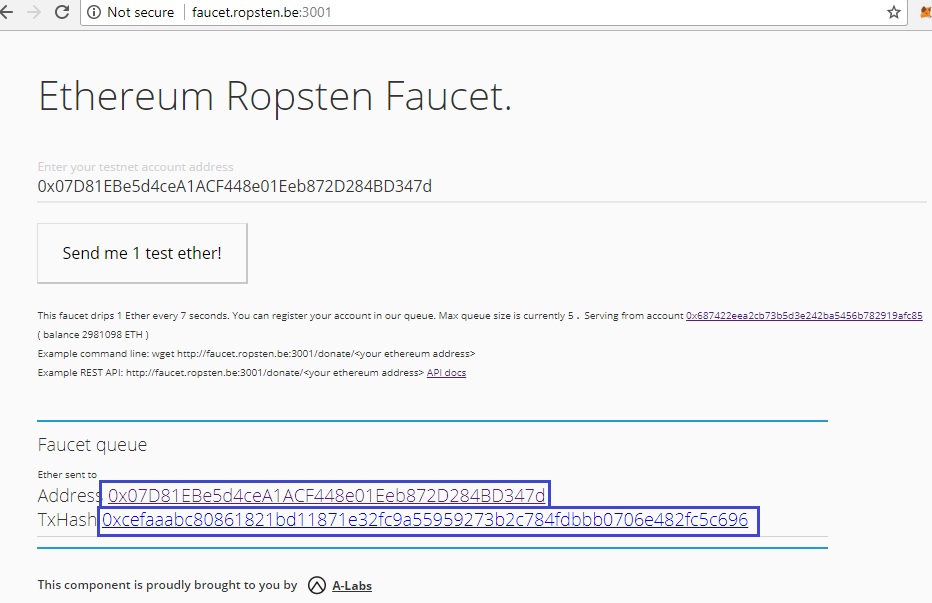 Not secure faucet.ropsten.be:3001
Ethereum Ropsten Faucet.
Enter your testnet account address
0x07D81EBe5d4ceA1ACF448e01Eeb872D284BD347d
Send me 1 test ether!
This faucet drips 1 Ether every 7 seconds. You can register your account in our queue. Max queue size is currently 5 . Serving from account 0x687422eea2cb73b5d3e242ba5456b782919afc85
( balance 2981098 ETH )
Example command line: wget http://faucet.ropsten.be:3001/donate/<your ethereum address>
Example REST API: http://faucet.ropsten.be:3001/donate/<your ethereum address> API docs
Faucet queue
Ether sent to
Address 0x07D81EBe5d4ceA1ACF448e01Eeb872D284BD347d
TxHash 0xcefaaabc80861821bd11871e32fc9a55959273b2c784fdbbb0706e482fc5c696
This component is proudly brought to you by A-Labs